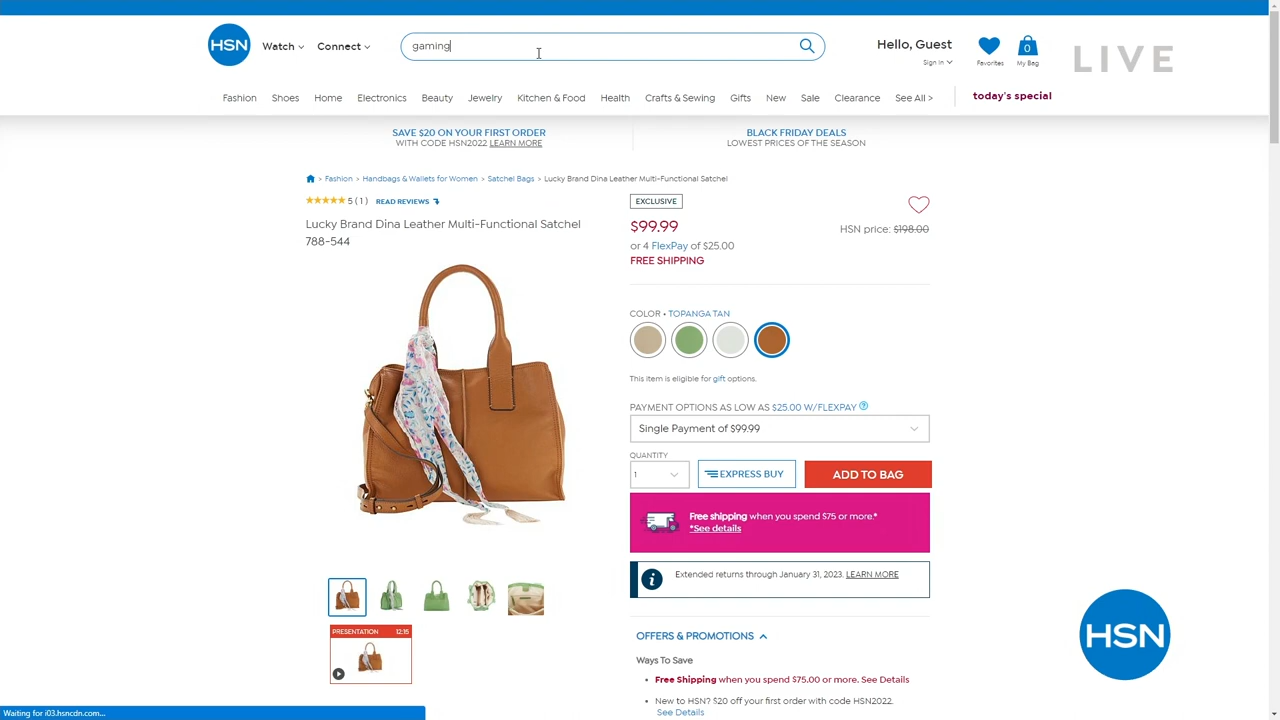 HSN
Watch
Connect
gaming
Hello, Guest
Sign In
Favorites
0
My Bag
LIVE
Fashion Shoes Home Electronics Beauty Jewelry Kitchen & Food Health Crafts & Sewing Gifts New Sale Clearance See All >
today's special
SAVE $20 ON YOUR FIRST ORDER
WITH CODE HSN2022 LEARN MORE
BLACK FRIDAY DEALS
LOWEST PRICES OF THE SEASON
> Fashion > Handbags & Wallets for Women > Satchel Bags > Lucky Brand Dina Leather Multi-Functional Satchel
5 ( 1 ) READ REVIEWS
Lucky Brand Dina Leather Multi-Functional Satchel
788-544
EXCLUSIVE
$99.99
HSN price: $198.00
or 4 FlexPay of $25.00
FREE SHIPPING
COLOR • TOPANGA TAN
This item is eligible for gift options.
PAYMENT OPTIONS AS LOW AS $25.00 W/FLEXPAY ?
Single Payment of $99.99
QUANTITY
1
EXPRESS BUY
ADD TO BAG
Free shipping when you spend $75 or more.*
*See details
Extended returns through January 31, 2023. LEARN MORE
PRESENTATION 12:15
OFFERS & PROMOTIONS
Ways To Save
• Free Shipping when you spend $75.00 or more. See Details
• New to HSN? $20 off your first order with code HSN2022.
See Details
HSN
Waiting for i03.hsncdn.com...